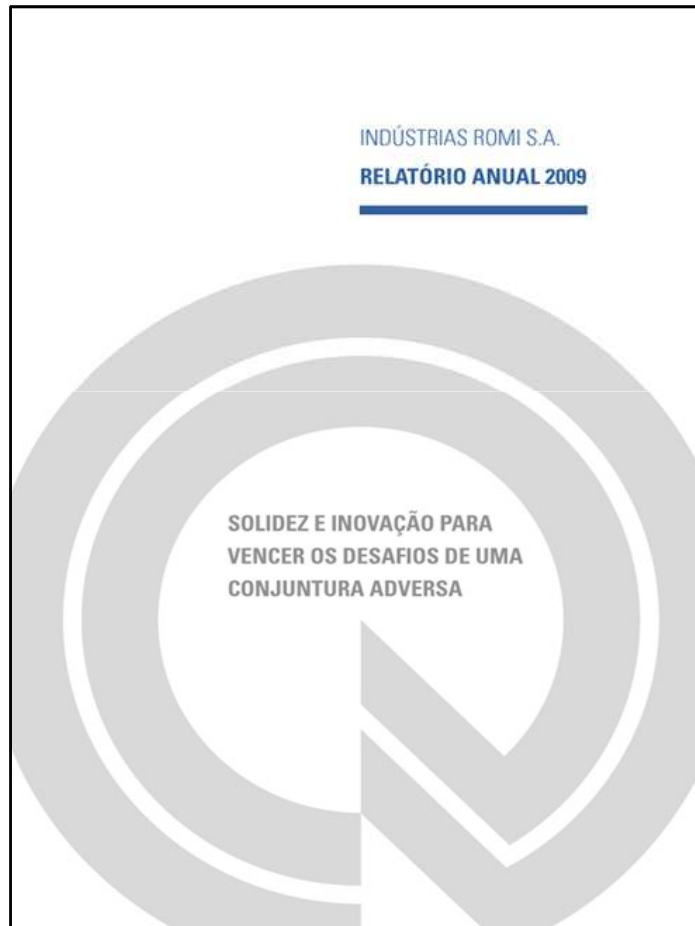 INDÚSTRIAS ROMI S.A.
RELATÓRIO ANUAL 2009
SOLIDEZ E INOVAÇÃO PARA
VENCER OS DESAFIOS DE UMA
CONJUNTURA ADVERSA